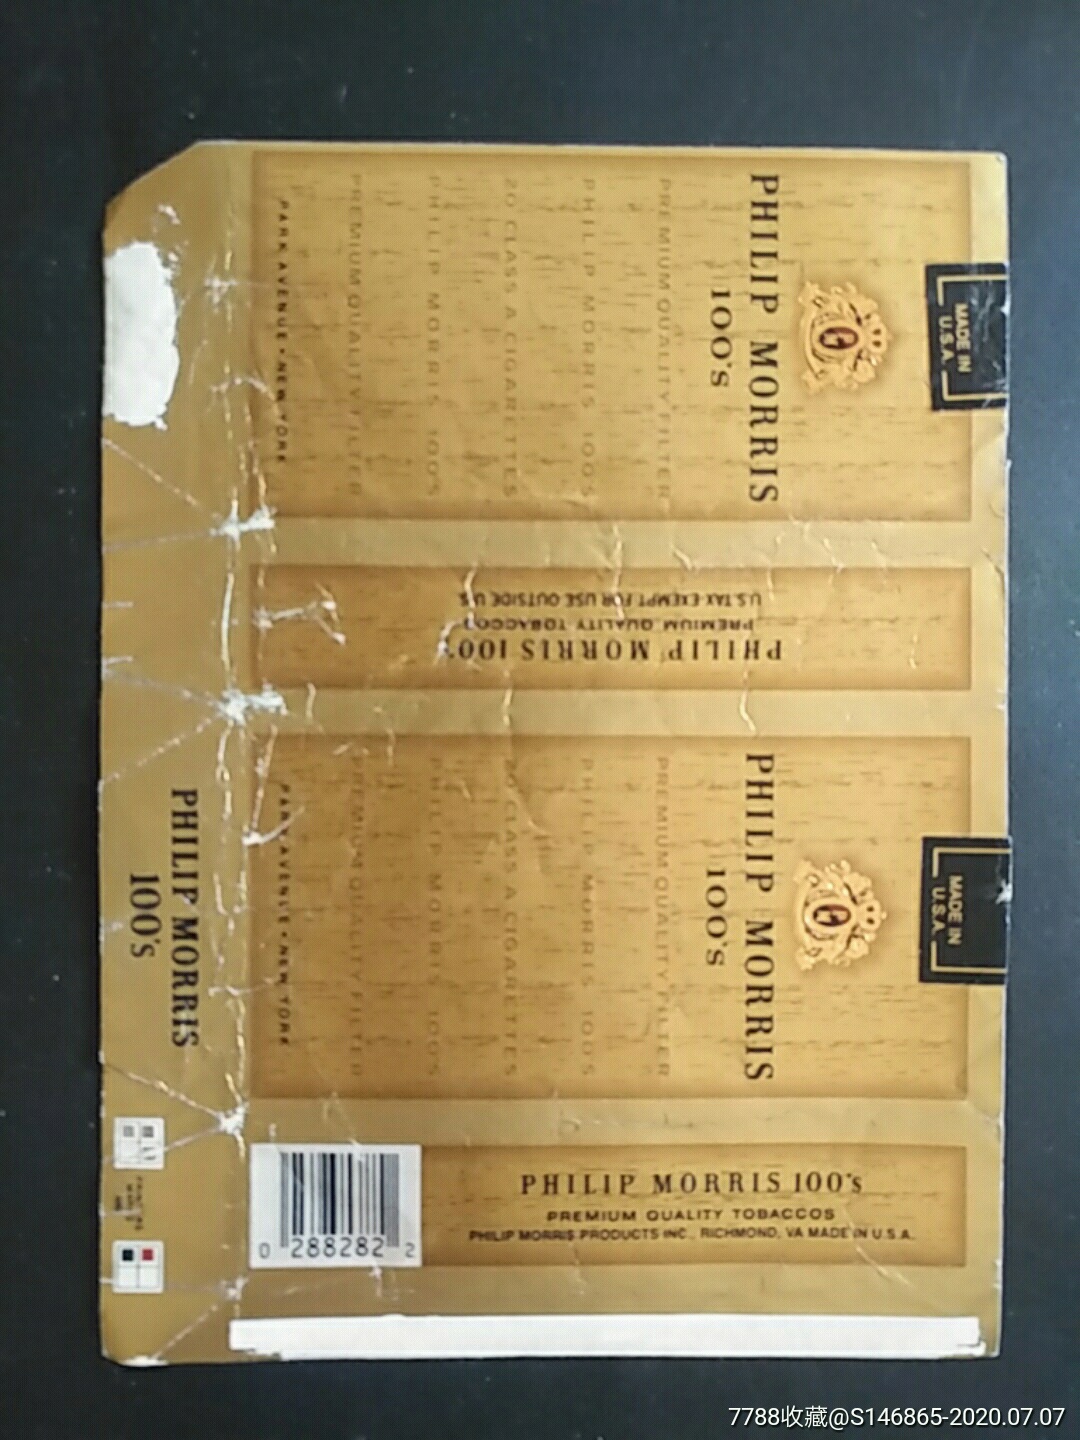 MADE IN
U.S.A.
G
PHILIP MORRIS
100's
PREMIUM QUALITY FILTER
PHILIP MORRIS 100's
20 CLASS A CIGARETTES
PHILIP MORRIS 100's
PREMIUM QUALITY FILTER
PARK AVENUE • NEW YORK
PHILIP MORRIS 100's
PREMIUM QUALITY TOBACCOS
U.S. TAX EXEMPT FOR USE OUTSIDE U.S.
MADE IN
U.S.A.
G
PHILIP MORRIS
100's
PREMIUM QUALITY FILTER
PHILIP MORRIS 100's
20 CLASS A CIGARETTES
PHILIP MORRIS 100's
PREMIUM QUALITY FILTER
PARK AVENUE • NEW YORK
PHILIP MORRIS
100's
PHILIP MORRIS 100's
PREMIUM QUALITY TOBACCOS
PHILIP MORRIS PRODUCTS INC., RICHMOND, VA MADE IN U.S.A.
0 288282 2
7788收藏@S146865-2020.07.07